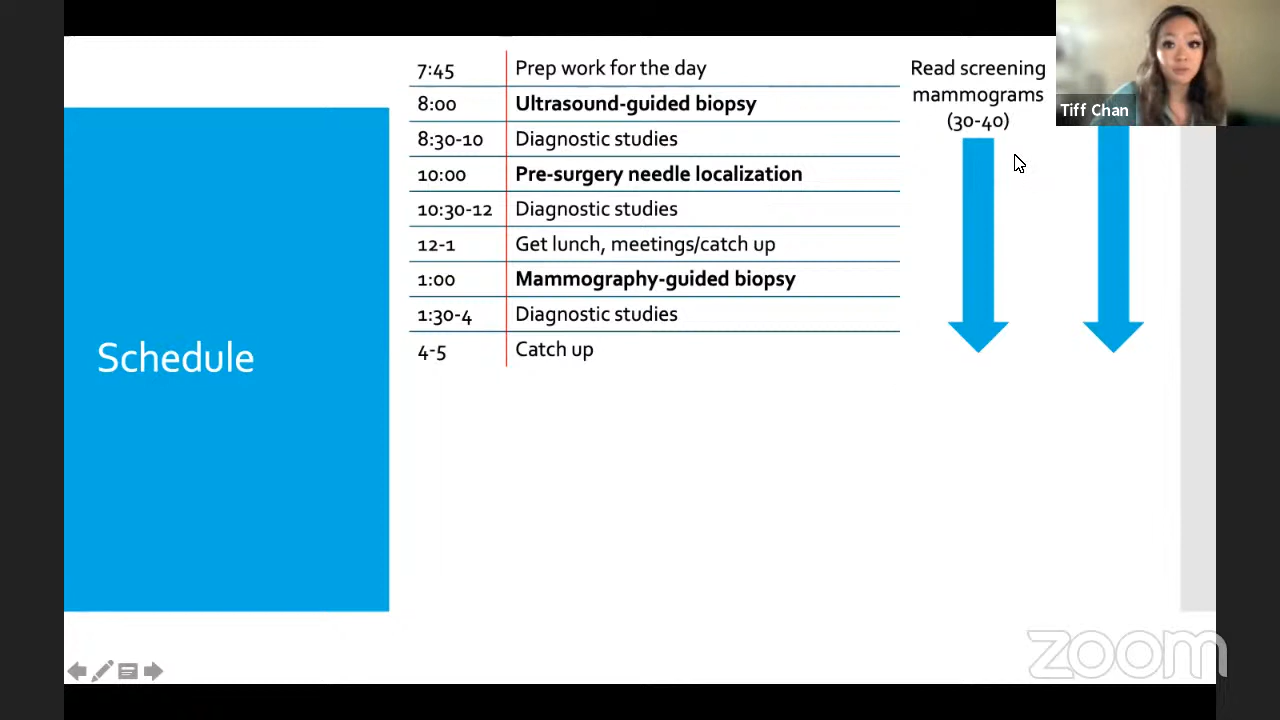 7:45 Prep work for the day
8:00 Ultrasound-guided biopsy
8:30-10 Diagnostic studies
10:00 Pre-surgery needle localization
10:30-12 Diagnostic studies
12-1 Get lunch, meetings/catch up
1:00 Mammography-guided biopsy
1:30-4 Diagnostic studies
4-5 Catch up
Read screening
mammograms
(30-40)
Tiff Chan
Schedule
zoom